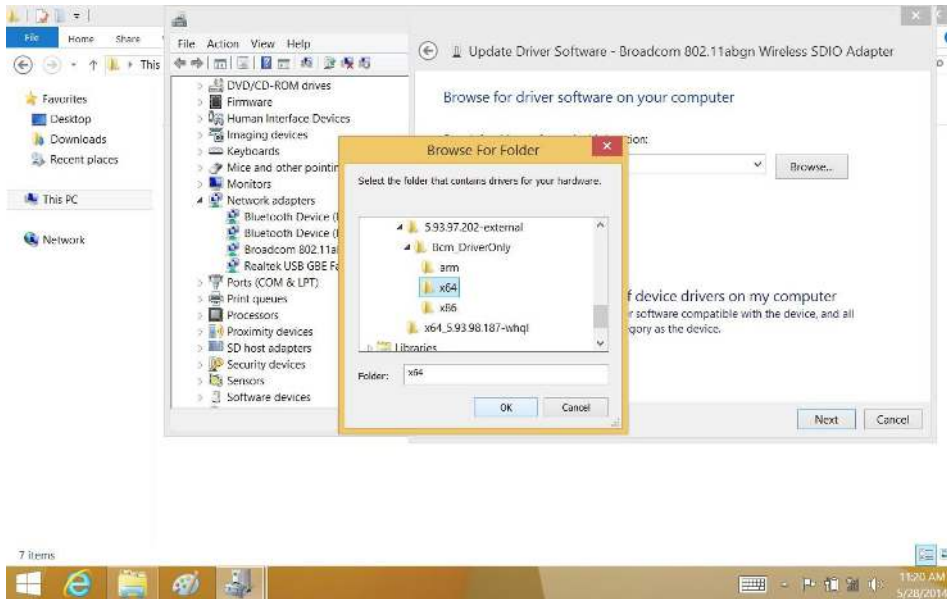 File Home Share
This
Favorites
Desktop
Downloads
Recent places
This PC
Network
7 items
File Action View Help
DVD/CD-ROM drives
Firmware
Human Interface Devices
Imaging devices
Keyboards
Mice and other pointin
Monitors
Network adapters
Bluetooth Device (
Bluetooth Device (
Broadcom 802.11a
Realtek USB GBE Fa
Ports (COM & LPT)
Print queues
Processors
Proximity devices
SD host adapters
Security devices
Sensors
Software devices
Update Driver Software - Broadcom 802.11abgn Wireless SDIO Adapter
Browse for driver software on your computer
tion:
Browse...
f device drivers on my computer
r software compatible with the device, and all
gory as the device.
Next Cancel
Browse For Folder
Select the folder that contains drivers for your hardware.
5.93.97.202-external
Bcm_DriverOnly
arm
x64
x86
x64_5.93.98.187-whql
Libraries
Folder: x64
OK Cancel
11:20 AM
5/28/2014